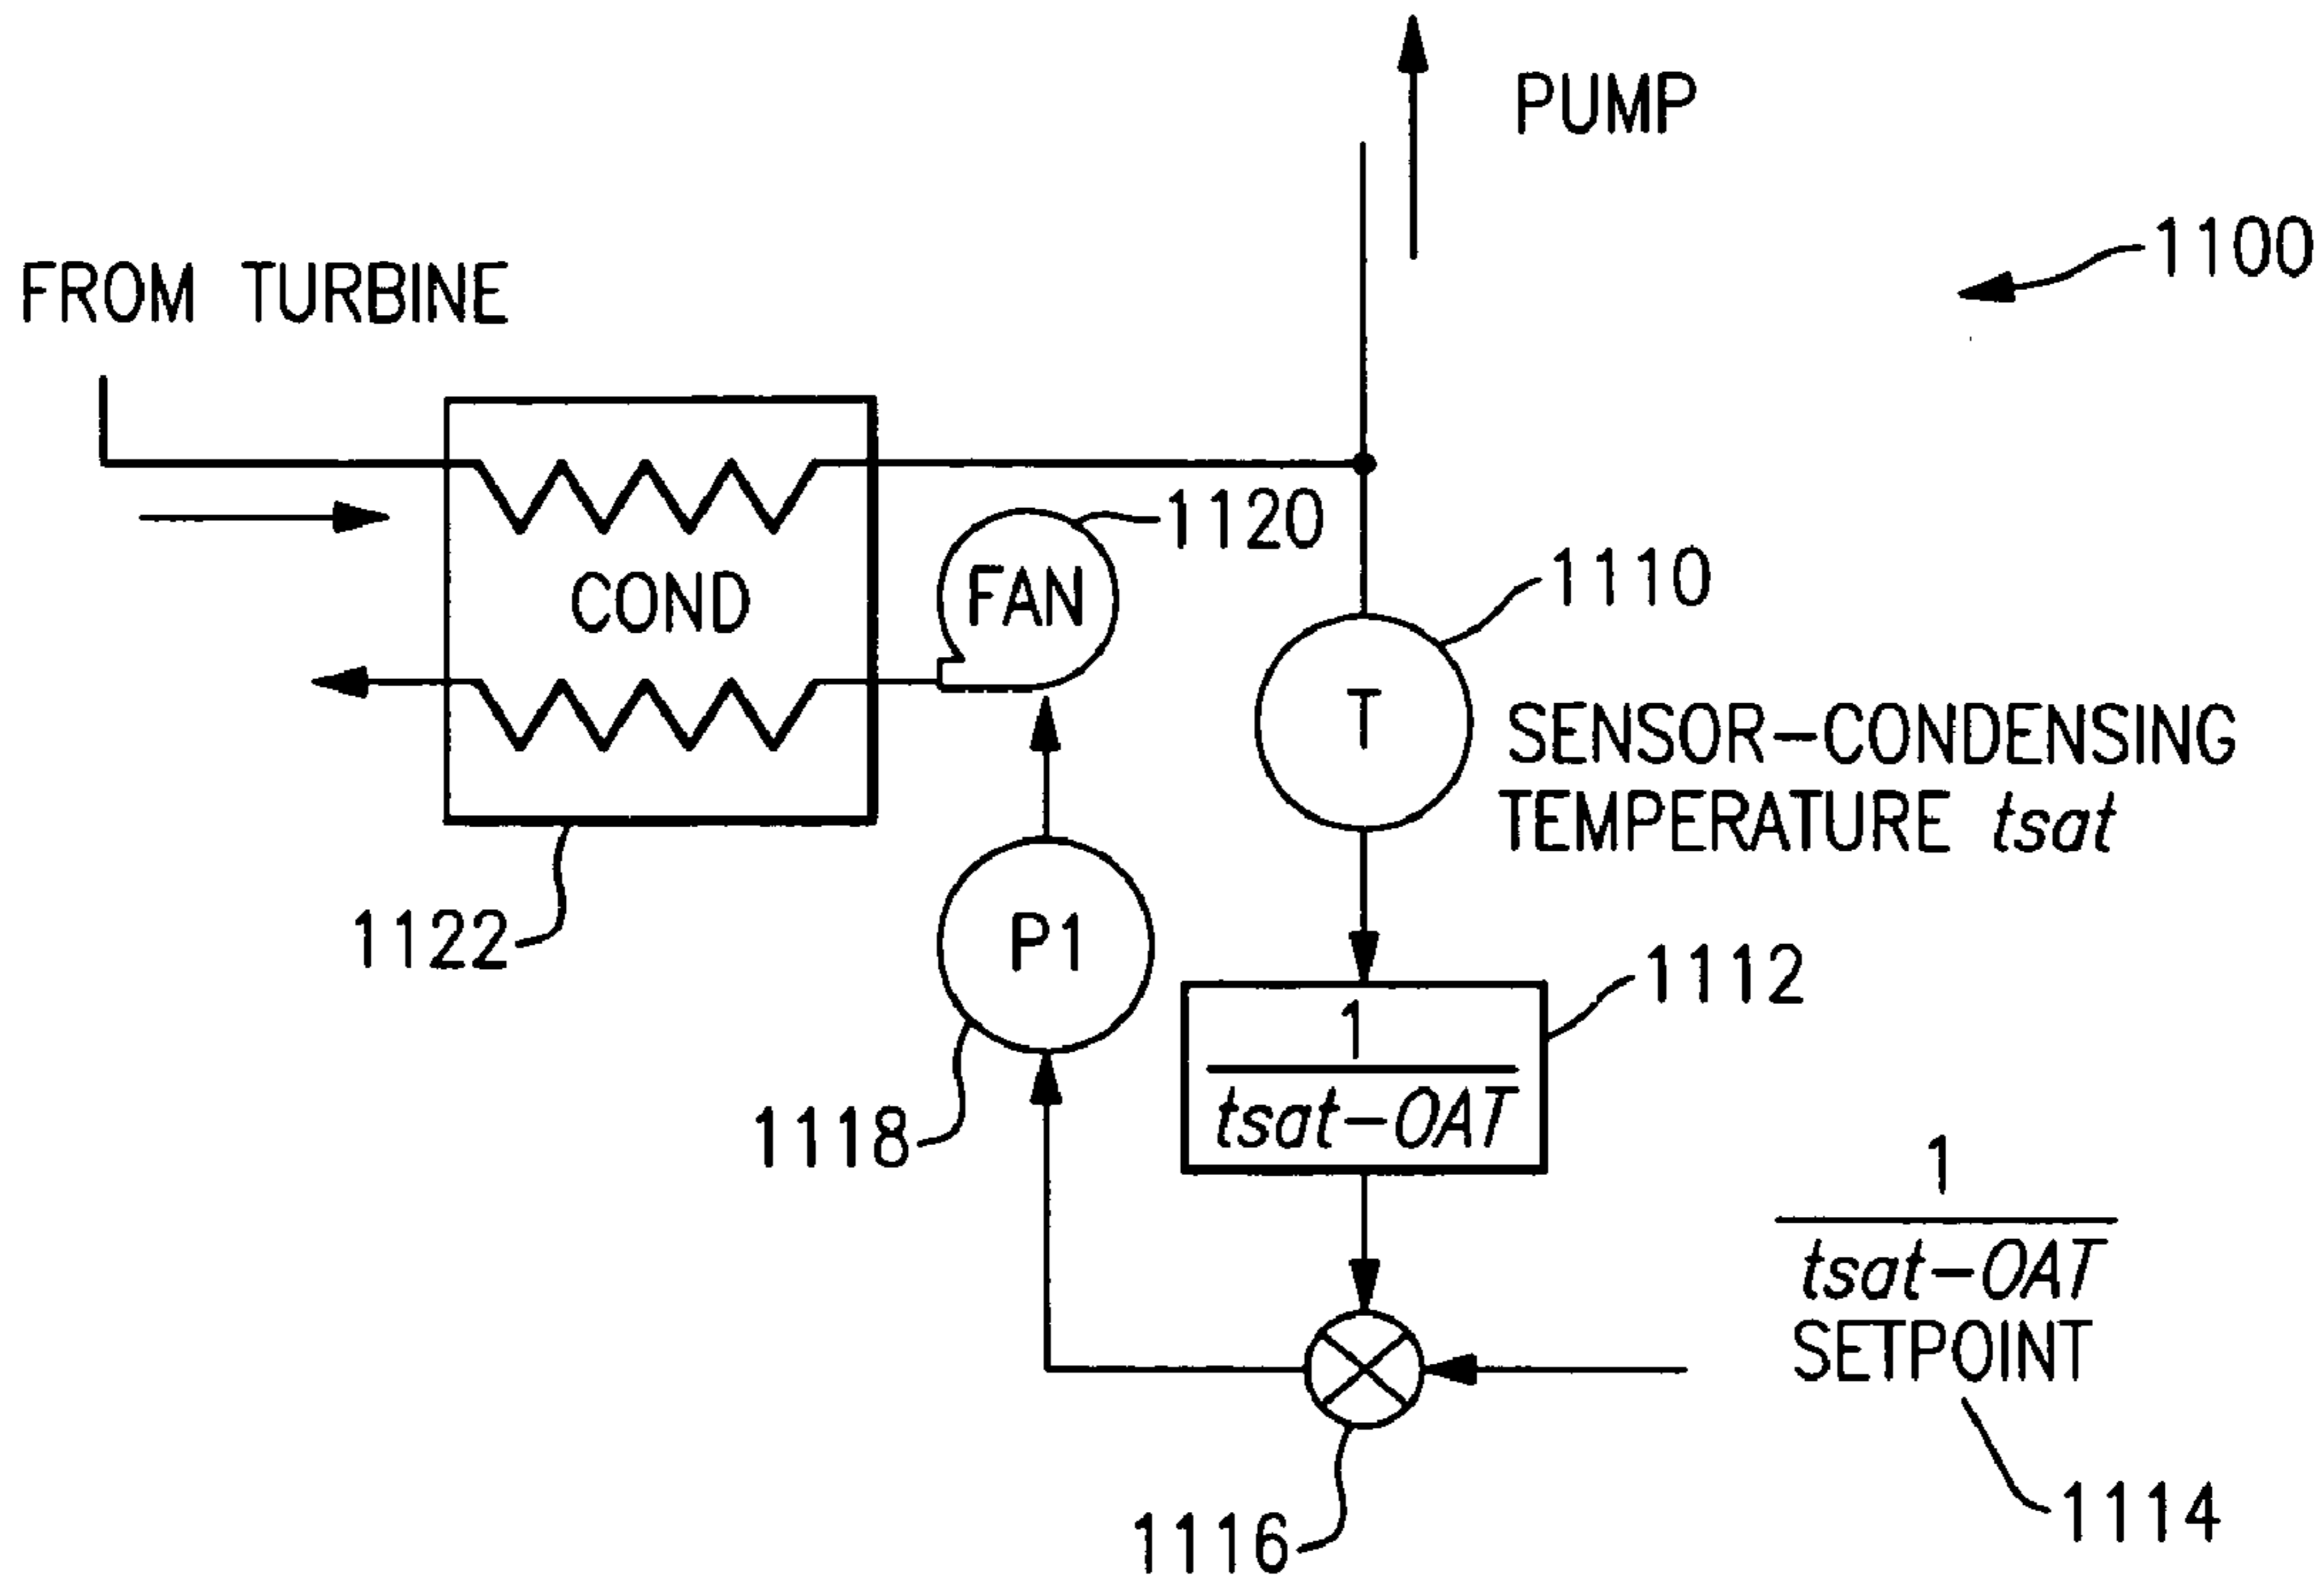 PUMP
1100
FROM TURBINE
1120
FAN
COND
1110
T
SENSOR–CONDENSING
TEMPERATURE tsat
1122
P1
1112
1
tsat–OAT
1118
1
tsat–OAT
SETPOINT
1114
1116